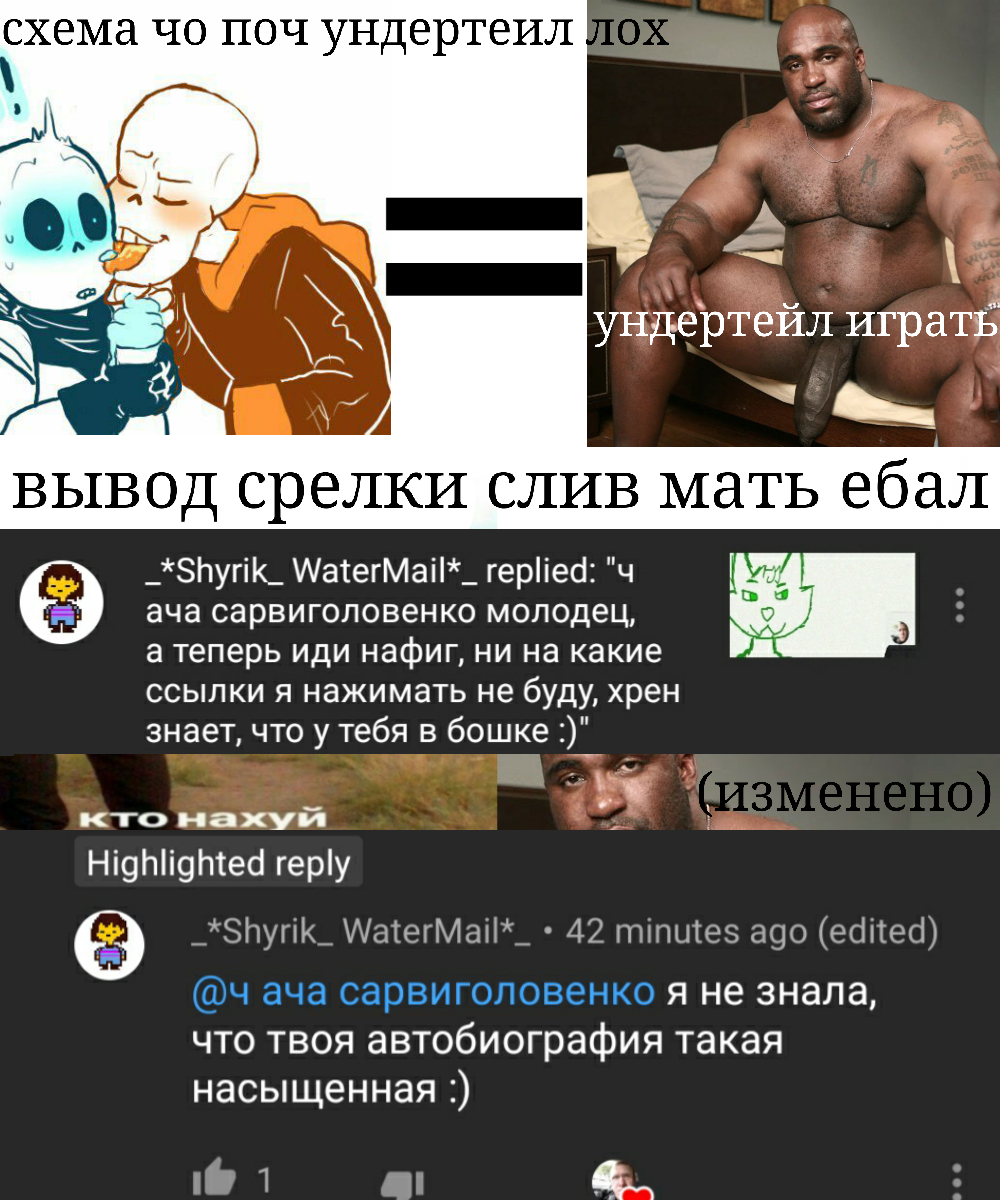 схема чо поч ундертеил лох
ундертейл играть
вывод срелки слив мать ебал
_*Shyrik_ WaterMail*_ replied: "ч
ача сарвиголовенко молодец,
а теперь иди нафиг, ни на какие
ссылки я нажимать не буду, хрен
знает, что у тебя в бошке :)"
кто нахуй
(изменено)
Highlighted reply
_*Shyrik_ WaterMail*_ • 42 minutes ago (edited)
@ч ача сарвиголовенко я не знала,
что твоя автобиография такая
насыщенная :)
1